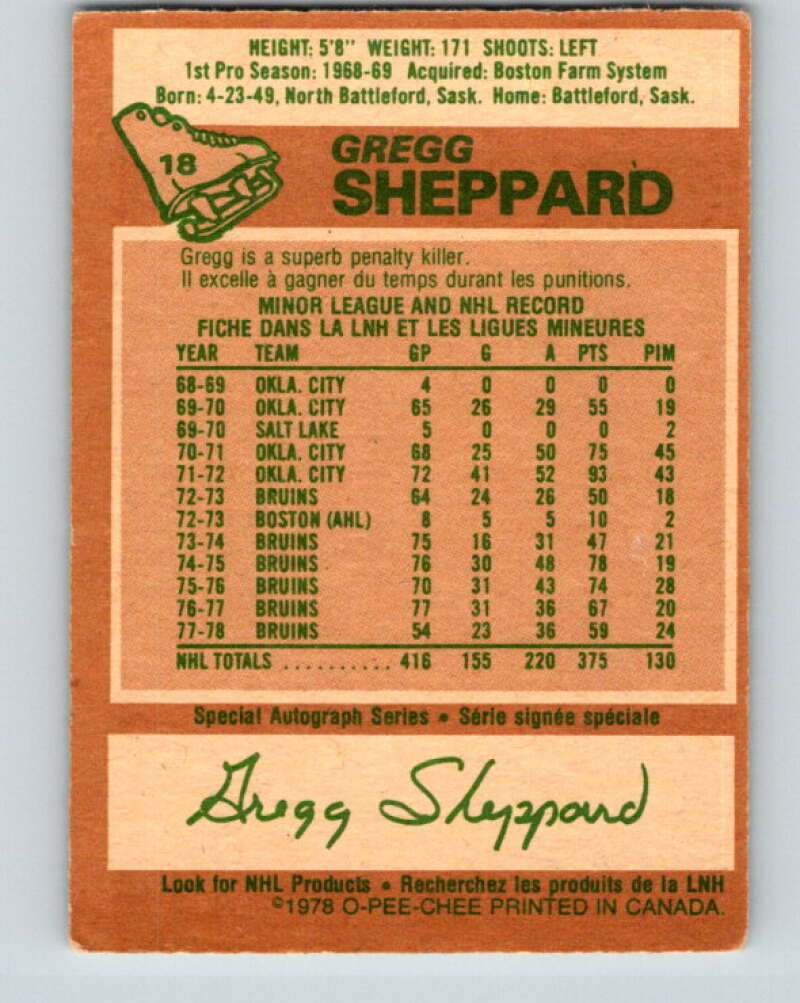 HEIGHT: 5'8" WEIGHT: 171 SHOOTS: LEFT
1st Pro Season: 1968-69 Acquired: Boston Farm System
Born: 4-23-49, North Battleford, Sask. Home: Battleford, Sask.
18
GREGG
SHEPPARD
Gregg is a superb penalty killer.
Il excelle à gagner du temps durant les punitions.
MINOR LEAGUE AND NHL RECORD
FICHE DANS LA LNH ET LES LIGUES MINEURES
YEAR TEAM GP G A PTS PIM
68-69 OKLA. CITY 4 0 0 0 0
69-70 OKLA. CITY 65 26 29 55 19
69-70 SALT LAKE 5 0 0 0 2
70-71 OKLA. CITY 68 25 50 75 45
71-72 OKLA. CITY 72 41 52 93 43
72-73 BRUINS 64 24 26 50 18
72-73 BOSTON (AHL) 8 5 5 10 2
73-74 BRUINS 75 16 31 47 21
74-75 BRUINS 76 30 48 78 19
75-76 BRUINS 70 31 43 74 28
76-77 BRUINS 77 31 36 67 20
77-78 BRUINS 54 23 36 59 24
NHL TOTALS .......... 416 155 220 375 130
Special Autograph Series • Série signée spéciale
Gregg Sheppard
Look for NHL Products • Recherchez les produits de la LNH
©1978 O-PEE-CHEE PRINTED IN CANADA.